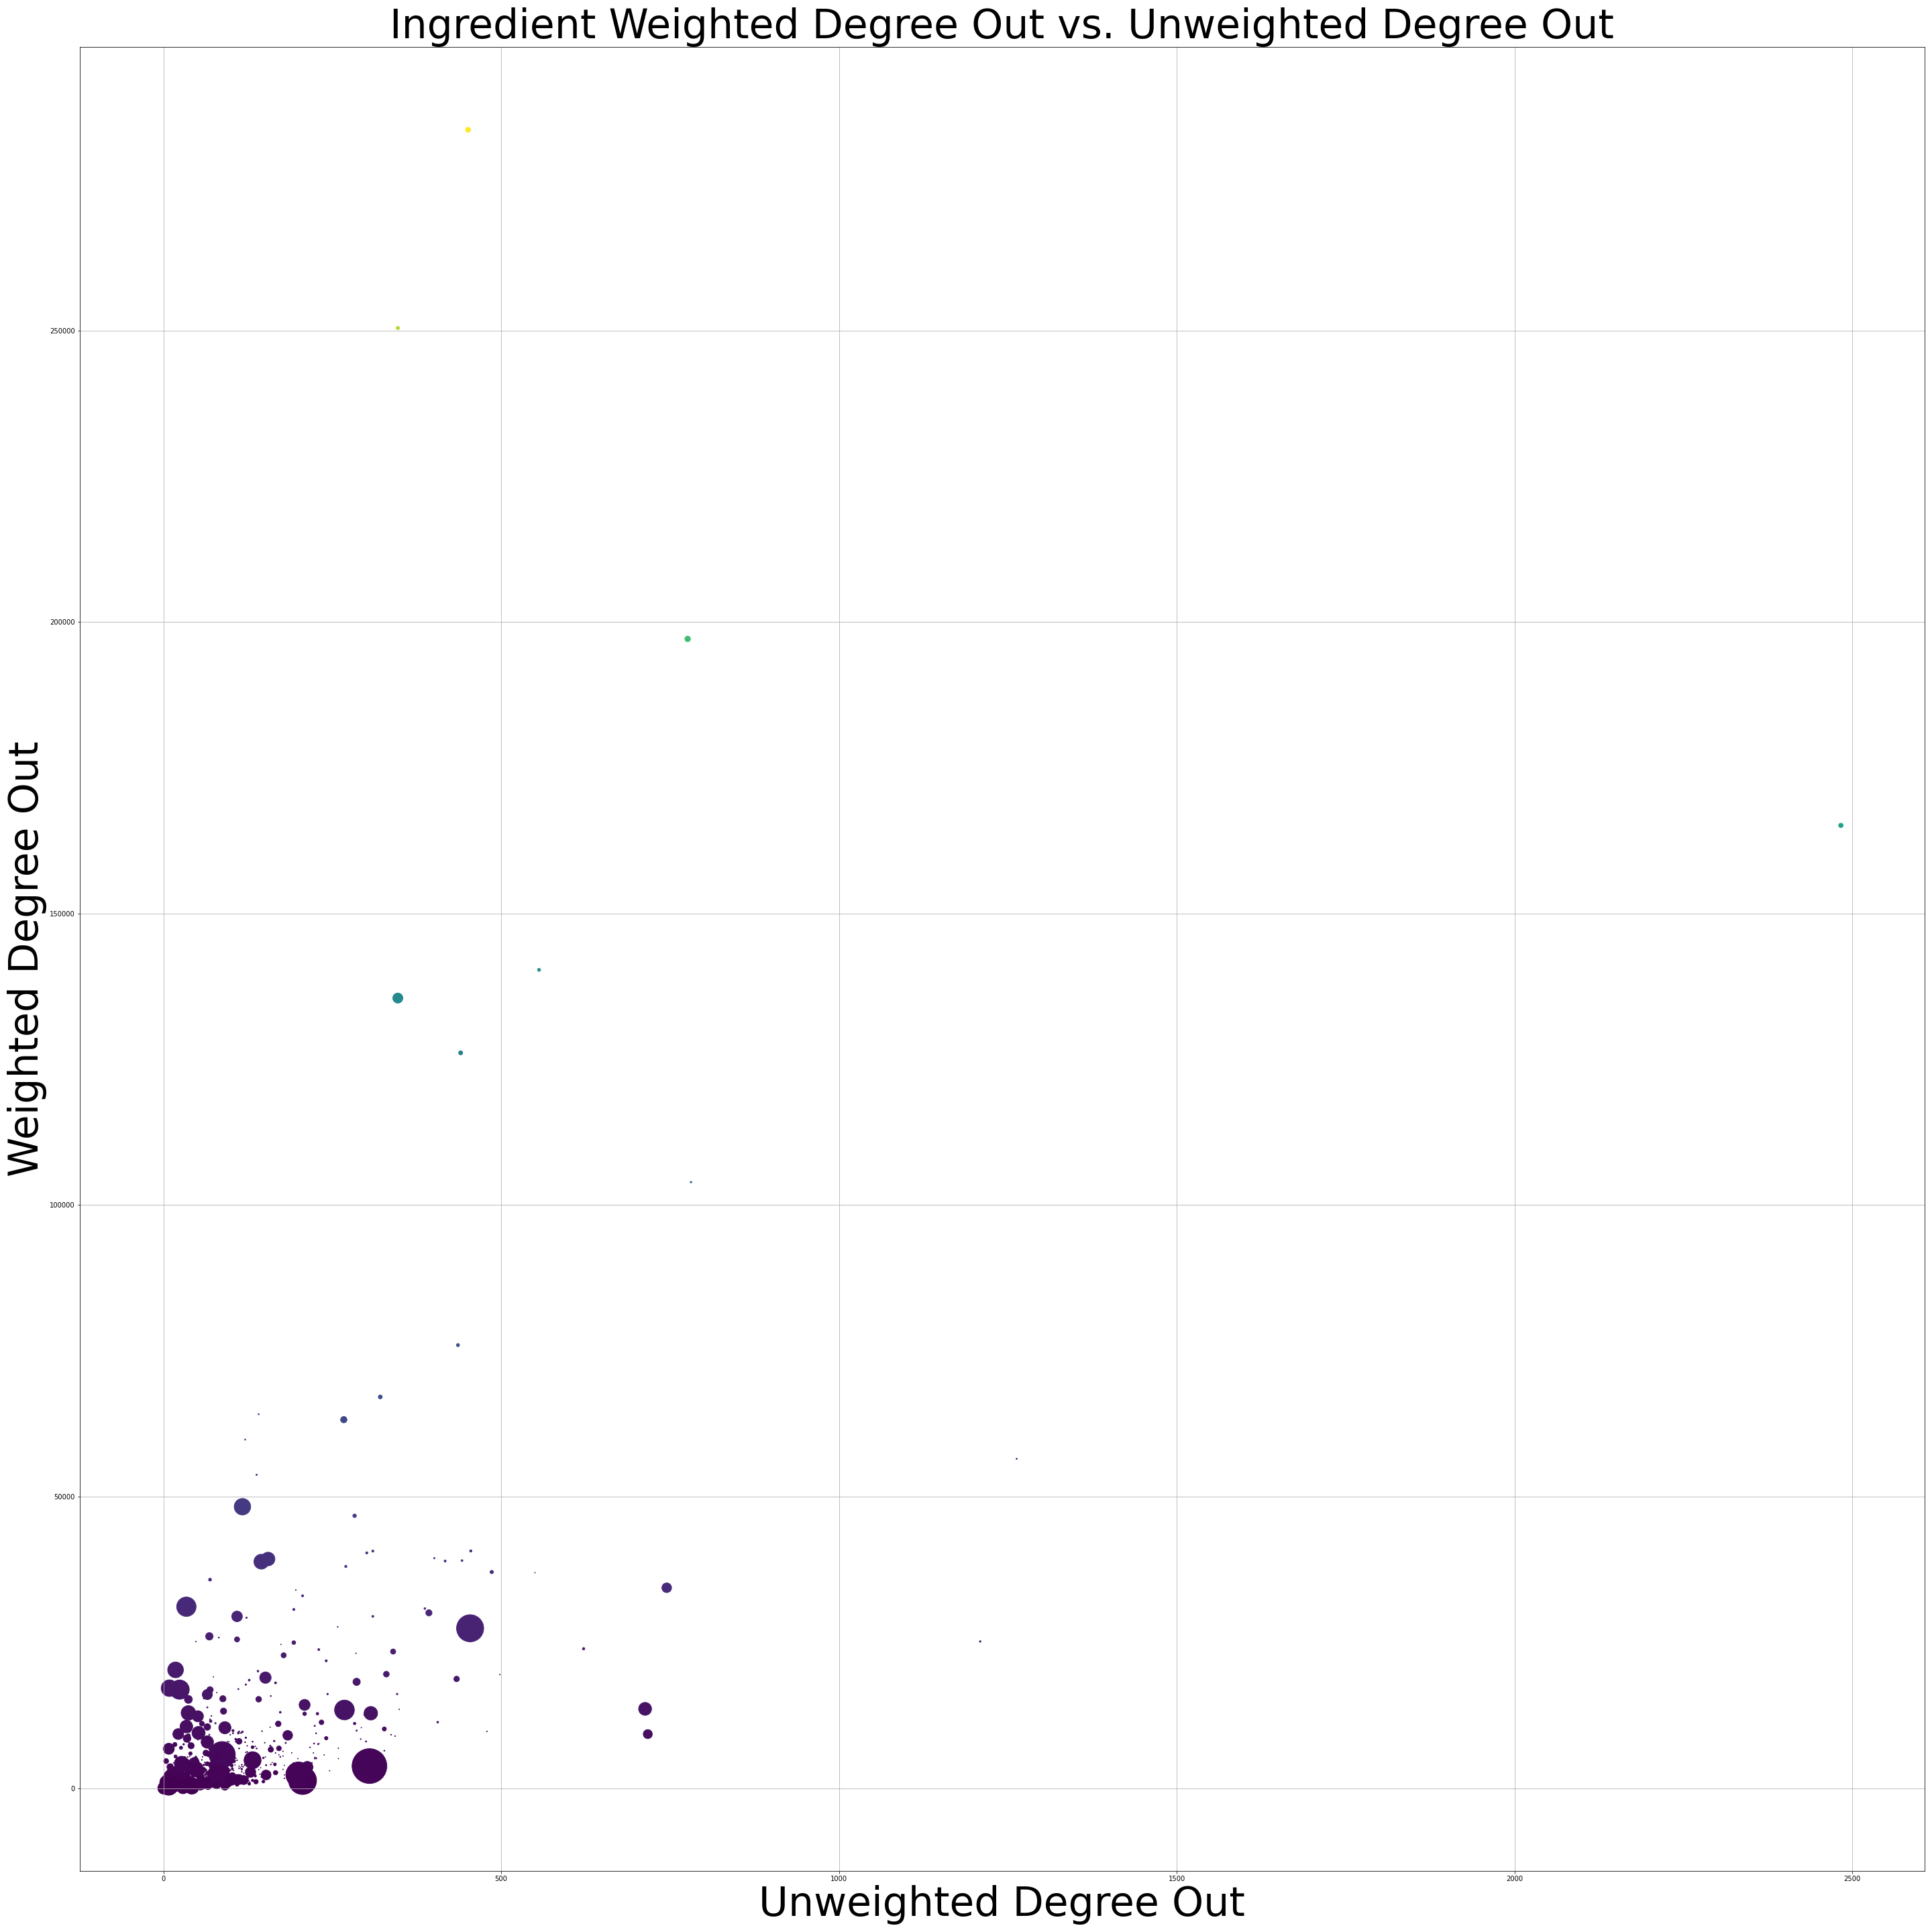 Ingredient Weighted Degree Out vs. Unweighted Degree Out
Weighted Degree Out
250000
200000
150000
100000
50000
0
0 500 1000 1500 2000 2500
Unweighted Degree Out